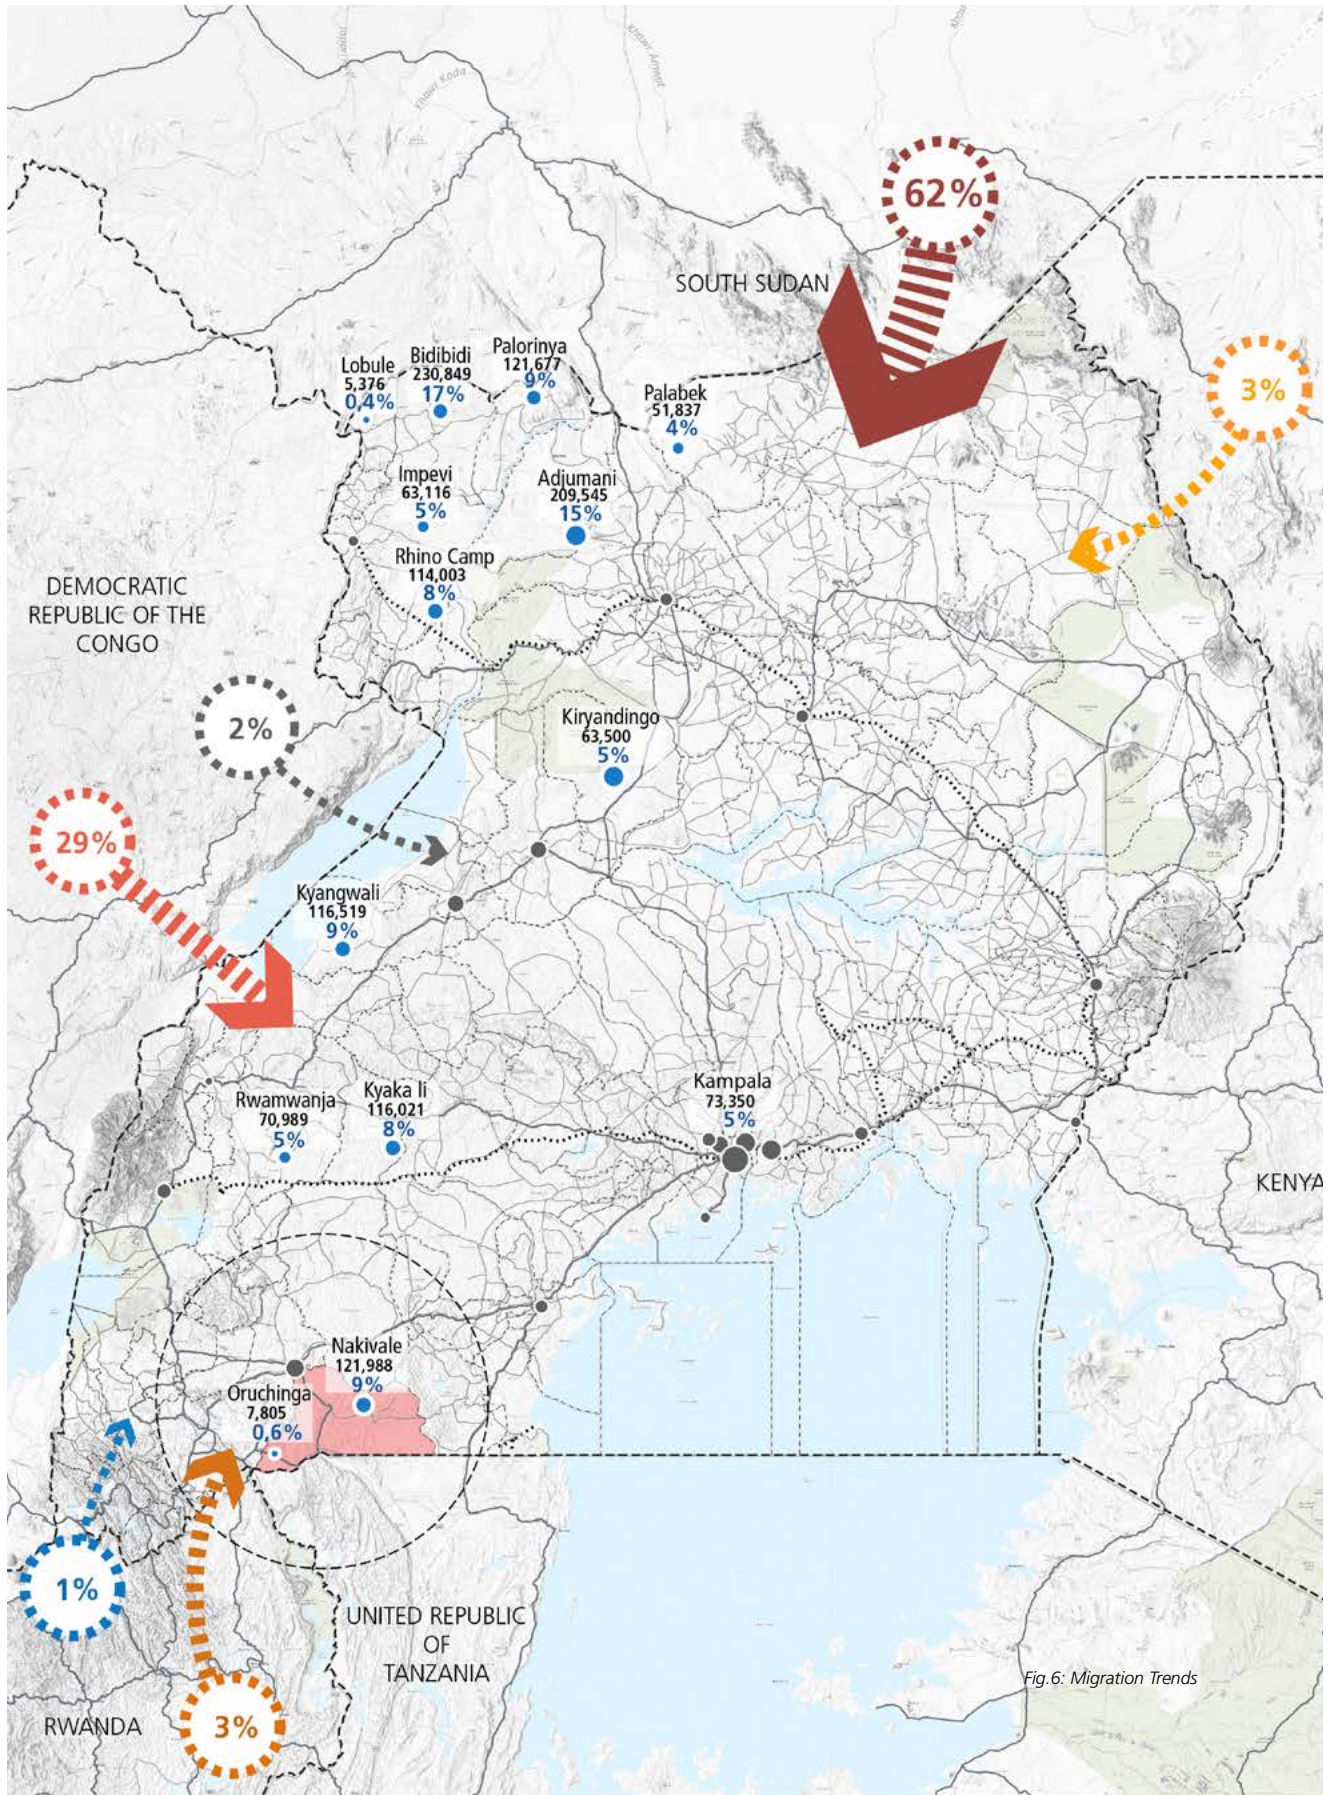 Khawr Koda
Khawr Amwot
62%
SOUTH SUDAN
3%
Lobule
5,376
0,4%
Bidibidi
230,849
17%
Palorinya
121,677
9%
Palabek
51,837
4%
Impevi
63,116
5%
Adjumani
209,545
15%
Rhino Camp
114,003
8%
DEMOCRATIC
REPUBLIC OF THE
CONGO
2%
Kiryandingo
63,500
5%
29%
Kyangwali
116,519
9%
Rwamwanja
70,989
5%
Kyaka Ii
116,021
8%
Kampala
73,350
5%
KENYA
Nakivale
121,988
9%
Oruchinga
7,805
0,6%
1%
UNITED REPUBLIC
OF
TANZANIA
Fig.6: Migration Trends
RWANDA
3%